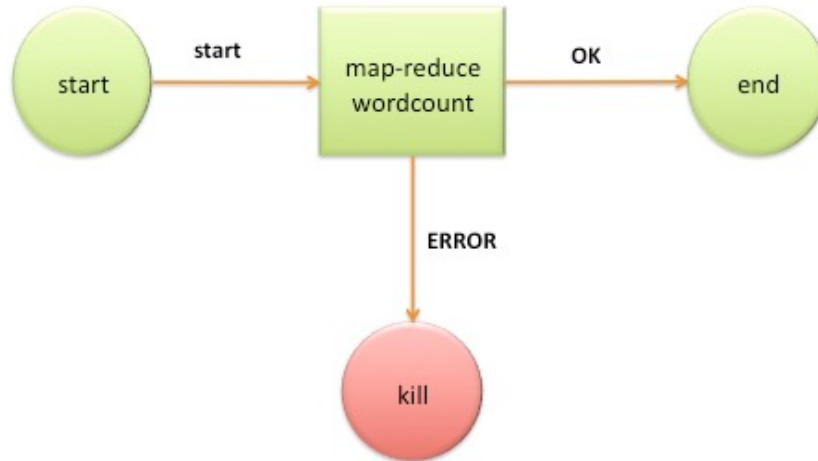 start
start
map-reduce
wordcount
OK
end
ERROR
kill